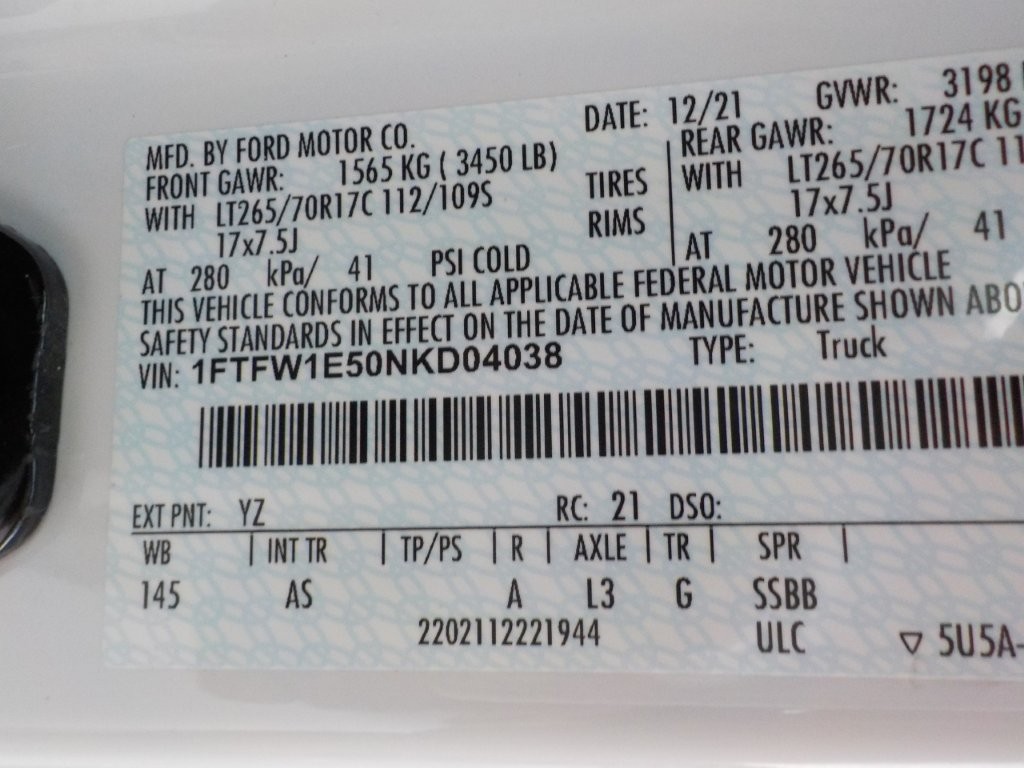 MFD. BY FORD MOTOR CO. DATE: 12/21 GVWR: 3198
FRONT GAWR: 1565 KG ( 3450 LB) REAR GAWR: 1724 KG
WITH LT265/70R17C 112/109S TIRES WITH LT265/70R17C 11
17x7.5J RIMS 17x7.5J
AT 280 kPa/ 41 PSI COLD AT 280 kPa/ 41
THIS VEHICLE CONFORMS TO ALL APPLICABLE FEDERAL MOTOR VEHICLE
SAFETY STANDARDS IN EFFECT ON THE DATE OF MANUFACTURE SHOWN ABO
VIN: 1FTFW1E50NKD04038 TYPE: Truck
EXT PNT: YZ RC: 21 DSO:
WB | INT TR | TP/PS | R | AXLE | TR | SPR |
145 AS A L3 G SSBB
2202112221944 ULC ▽ 5U5A-